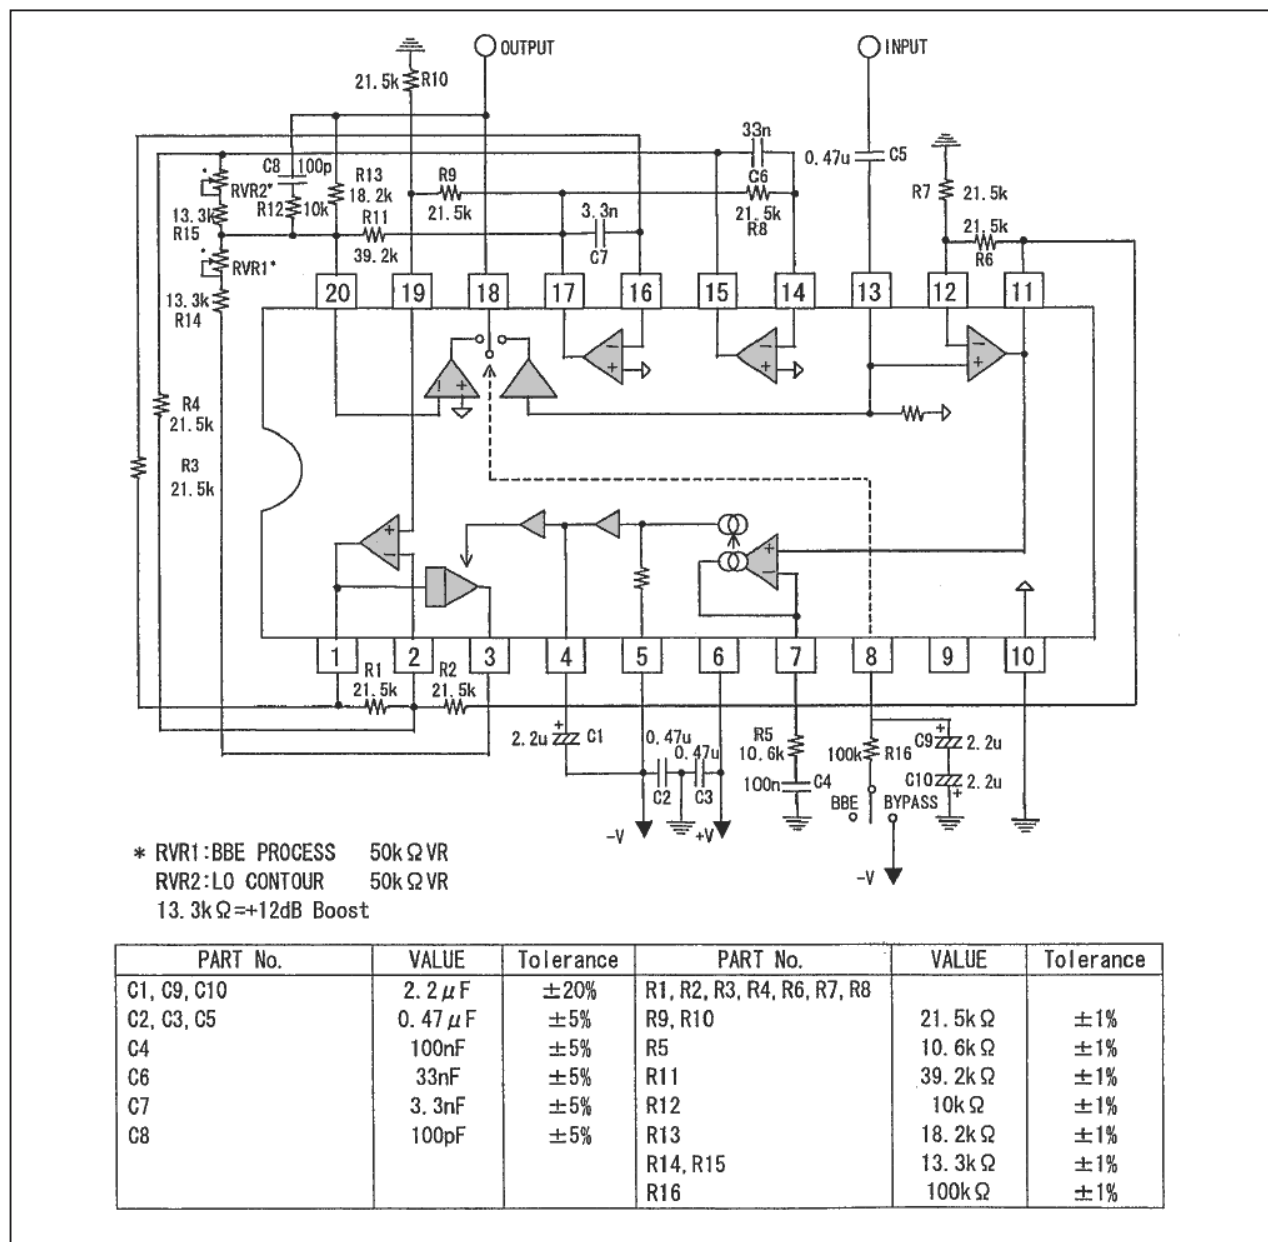 OUTPUT
INPUT
21.5k R10
33n
C8 100p
C6
0.47u C5
RVR2*
R13
18.2k
R9
21.5k
R7 21.5k
R12 10k
13.3k
R15
R11
39.2k
3.3n
C7
21.5k
R8
21.5k
R6
RVR1*
13.3k
R14
20 19 18 17 16 15 14 13 12 11
R4
21.5k
R3
21.5k
1 2 3 4 5 6 7 8 9 10
R1
21.5k
R2
21.5k
2.2u C1
0.47u
0.47u
C2 C3
R5
10.6k
100n C4
100k R16
C9 2.2u
C10 2.2u
BBE BYPASS
-V +V
-V
* RVR1:BBE PROCESS 50kΩVR
RVR2:LO CONTOUR 50kΩVR
13.3kΩ=+12dB Boost
PART No. VALUE Tolerance PART No. VALUE Tolerance
C1, C9, C10 2.2μF ±20% R1, R2, R3, R4, R6, R7, R8
C2, C3, C5 0.47μF ±5% R9, R10 21.5kΩ ±1%
C4 100nF ±5% R5 10.6kΩ ±1%
C6 33nF ±5% R11 39.2kΩ ±1%
C7 3.3nF ±5% R12 10kΩ ±1%
C8 100pF ±5% R13 18.2kΩ ±1%
R14, R15 13.3kΩ ±1%
R16 100kΩ ±1%